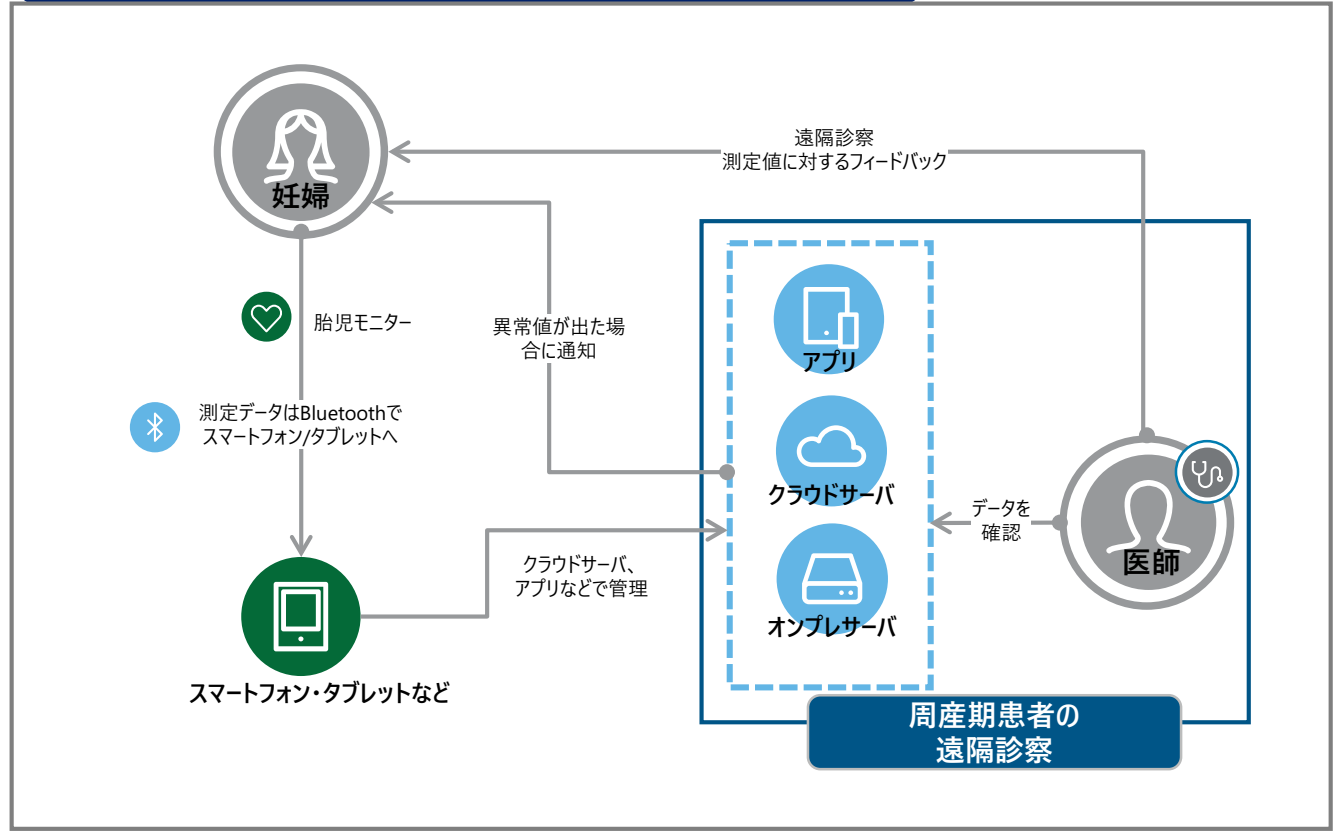 遠隔診察
測定値に対するフィードバック
妊婦
胎児モニター
異常値が出た場
合に通知
アプリ
測定データはBluetoothで
スマートフォン/タブレットへ
クラウドサーバ
データを
確認
医師
クラウドサーバ、
アプリなどで管理
オンプレサーバ
スマートフォン・タブレットなど
周産期患者の
遠隔診察